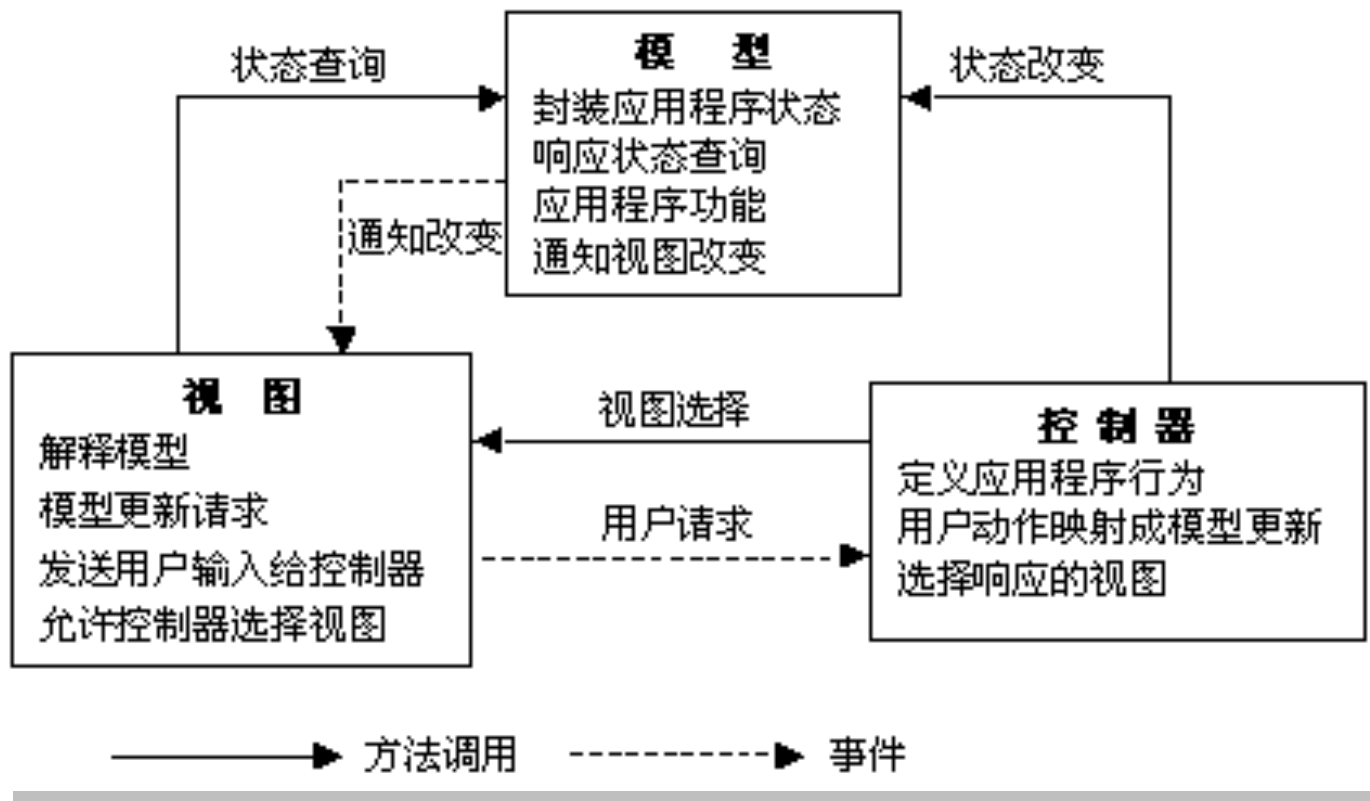 状态查询
模 型
封装应用程序状态
响应状态查询
应用程序功能
通知视图改变
状态改变
通知改变
视 图
解释模型
模型更新请求
发送用户输入给控制器
允许控制器选择视图
视图选择
用户请求
控 制 器
定义应用程序行为
用户动作映射成模型更新
选择响应的视图
方法调用
事件